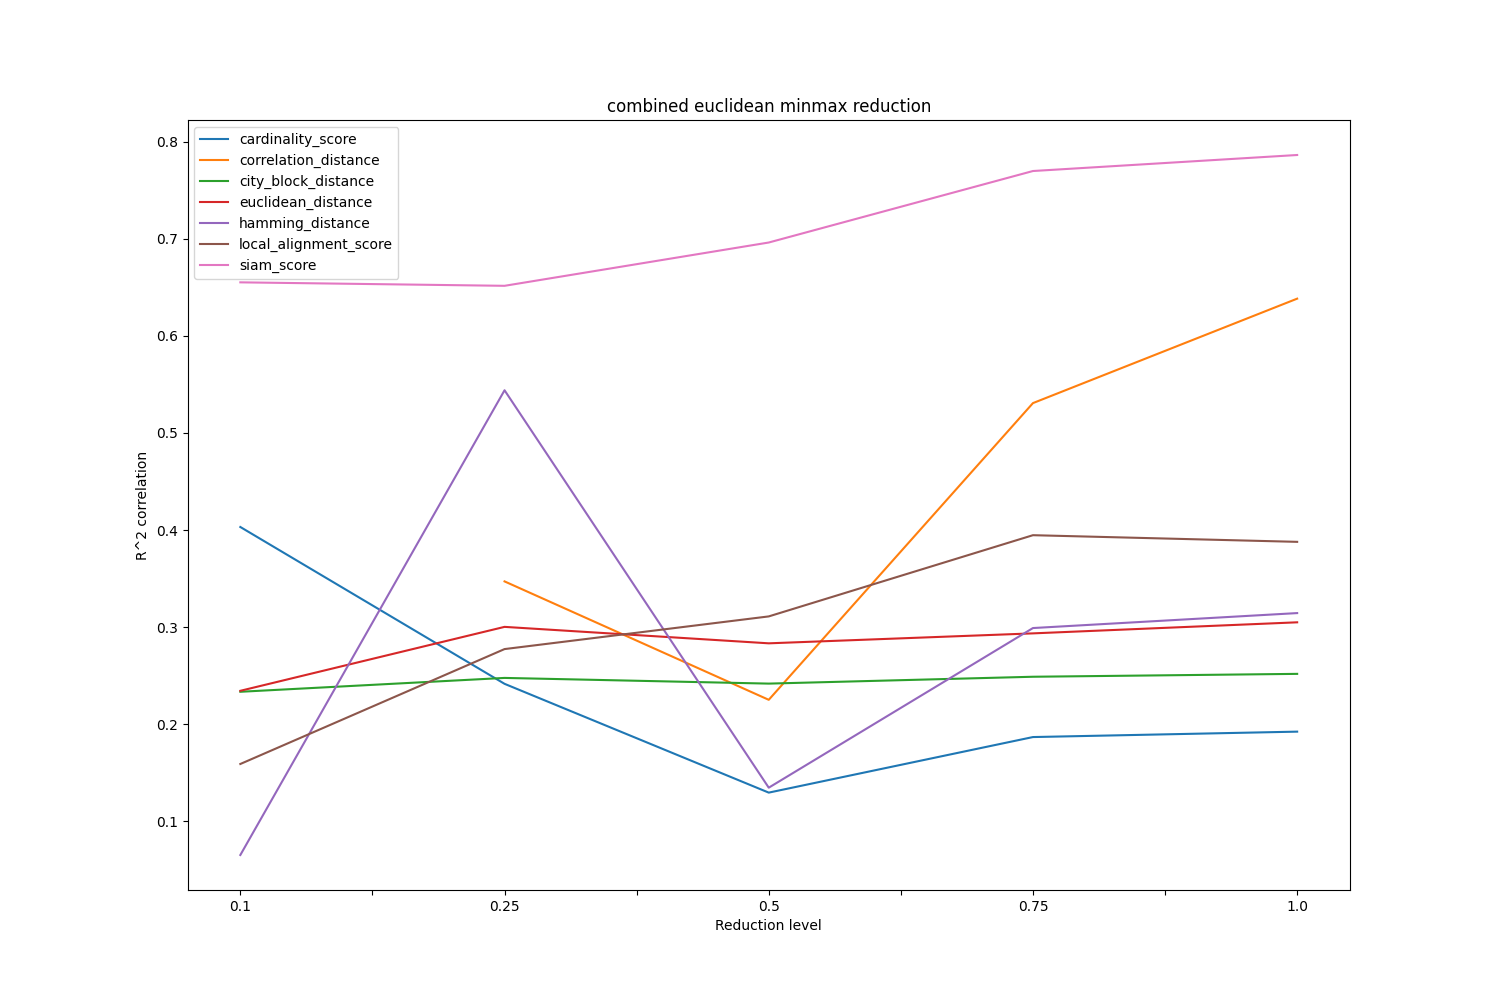 combined euclidean minmax reduction
cardinality_score
correlation_distance
city_block_distance
euclidean_distance
hamming_distance
local_alignment_score
siam_score
0.8
0.7
0.6
0.5
0.4
0.3
0.2
0.1
R^2 correlation
0.1 0.25 0.5 0.75 1.0
Reduction level